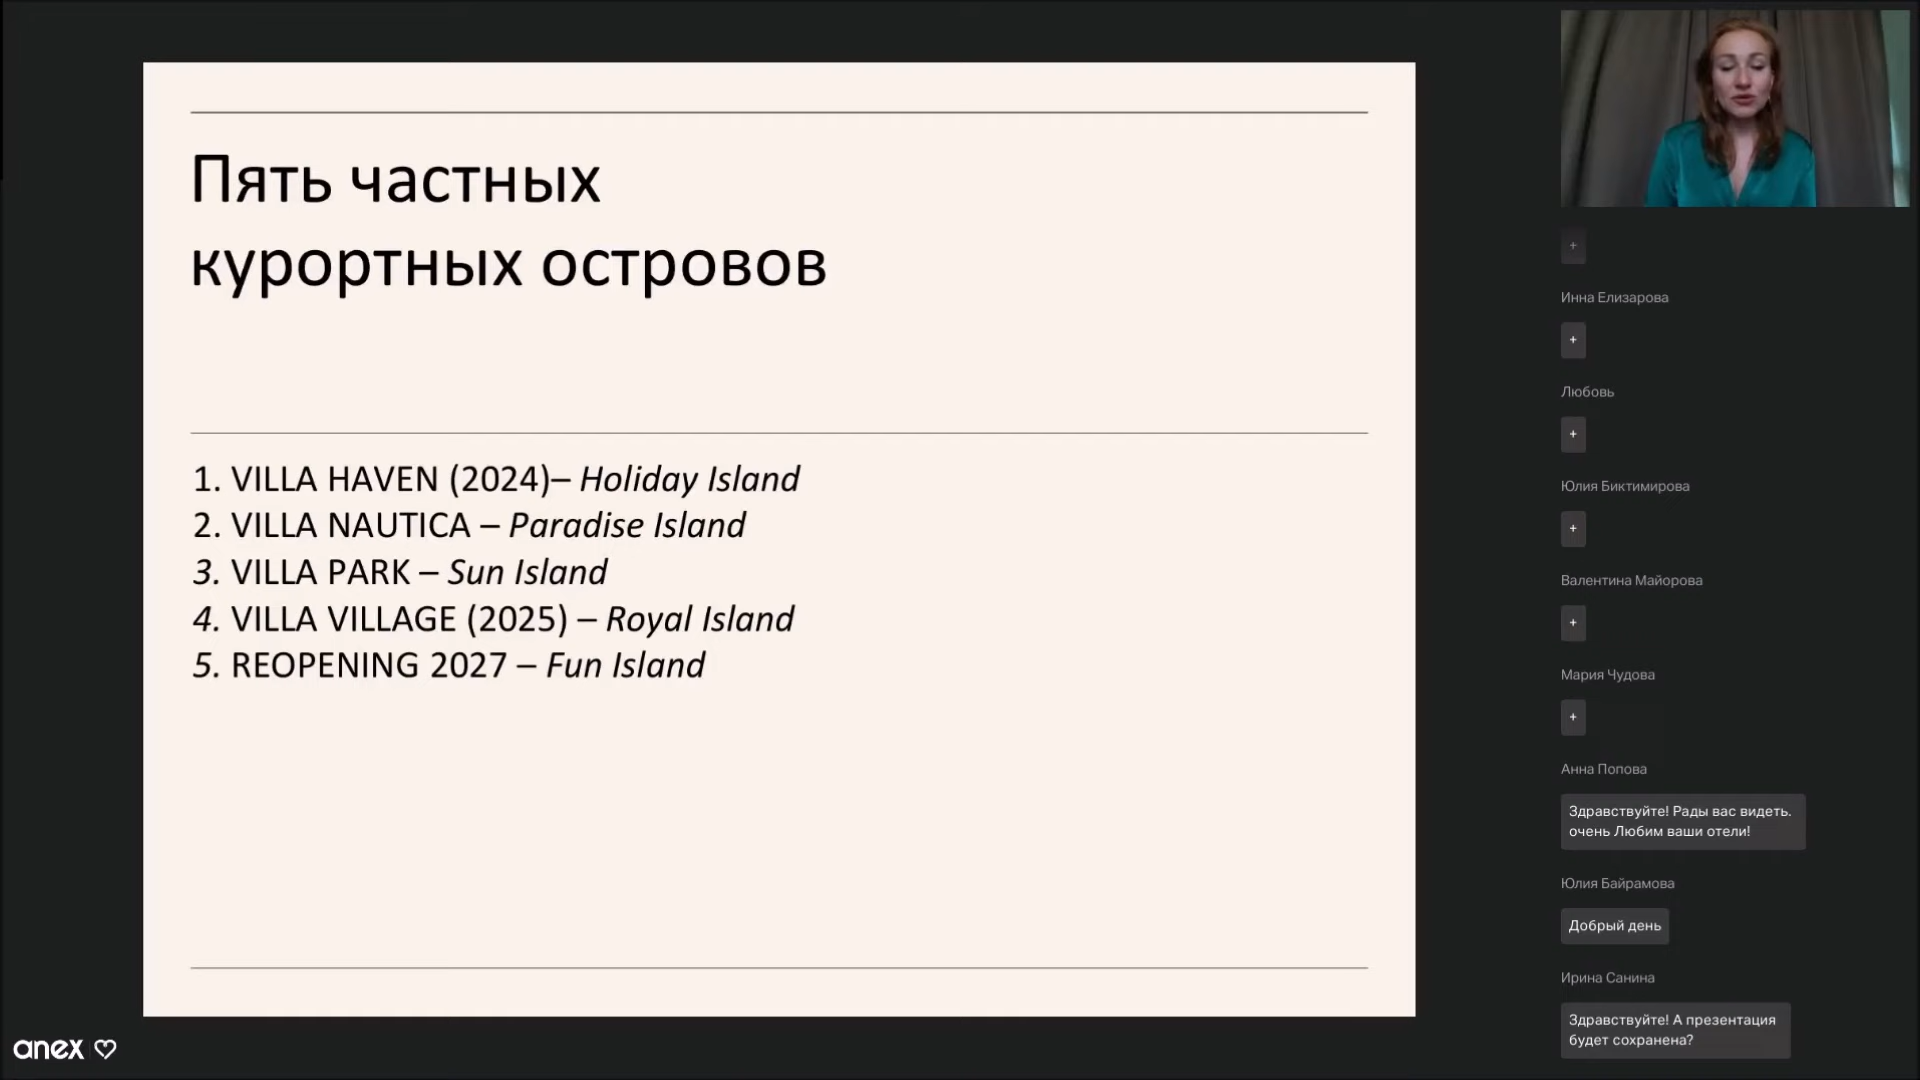 Пять частных
курортных островов
1. VILLA HAVEN (2024)– Holiday Island
2. VILLA NAUTICA – Paradise Island
3. VILLA PARK – Sun Island
4. VILLA VILLAGE (2025) – Royal Island
5. REOPENING 2027 – Fun Island
anex
+
Инна Елизарова
+
Любовь
+
Юлия Биктимирова
+
Валентина Майорова
+
Мария Чудова
+
Анна Попова
Здравствуйте! Рады вас видеть.
очень Любим ваши отели!
Юлия Байрамова
Добрый день
Ирина Санина
Здравствуйте! А презентация
будет сохранена?